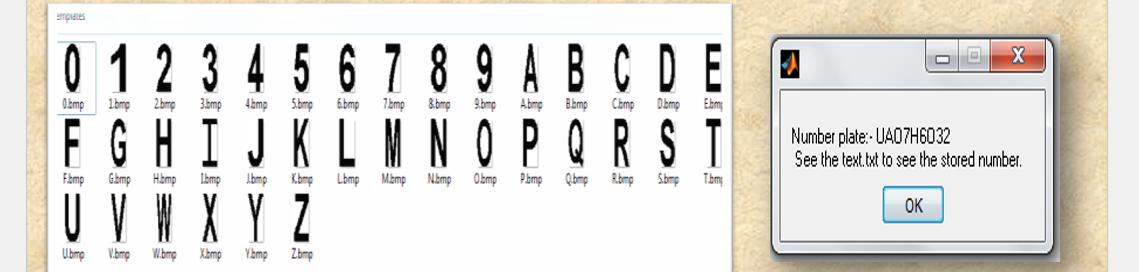 emplates
0 1 2 3 4 5 6 7 8 9 A B C D E
0.bmp 1.bmp 2.bmp 3.bmp 4.bmp 5.bmp 6.bmp 7.bmp 8.bmp 9.bmp A.bmp B.bmp C.bmp D.bmp E.bm
F G H I J K L M N O P Q R S T
F.bmp G.bmp H.bmp I.bmp J.bmp K.bmp L.bmp M.bmp N.bmp O.bmp P.bmp Q.bmp R.bmp S.bmp T.bm
U V W X Y Z
U.bmp V.bmp W.bmp X.bmp Y.bmp Z.bmp
Number plate:- UA07H6032
See the text.txt to see the stored number.
OK